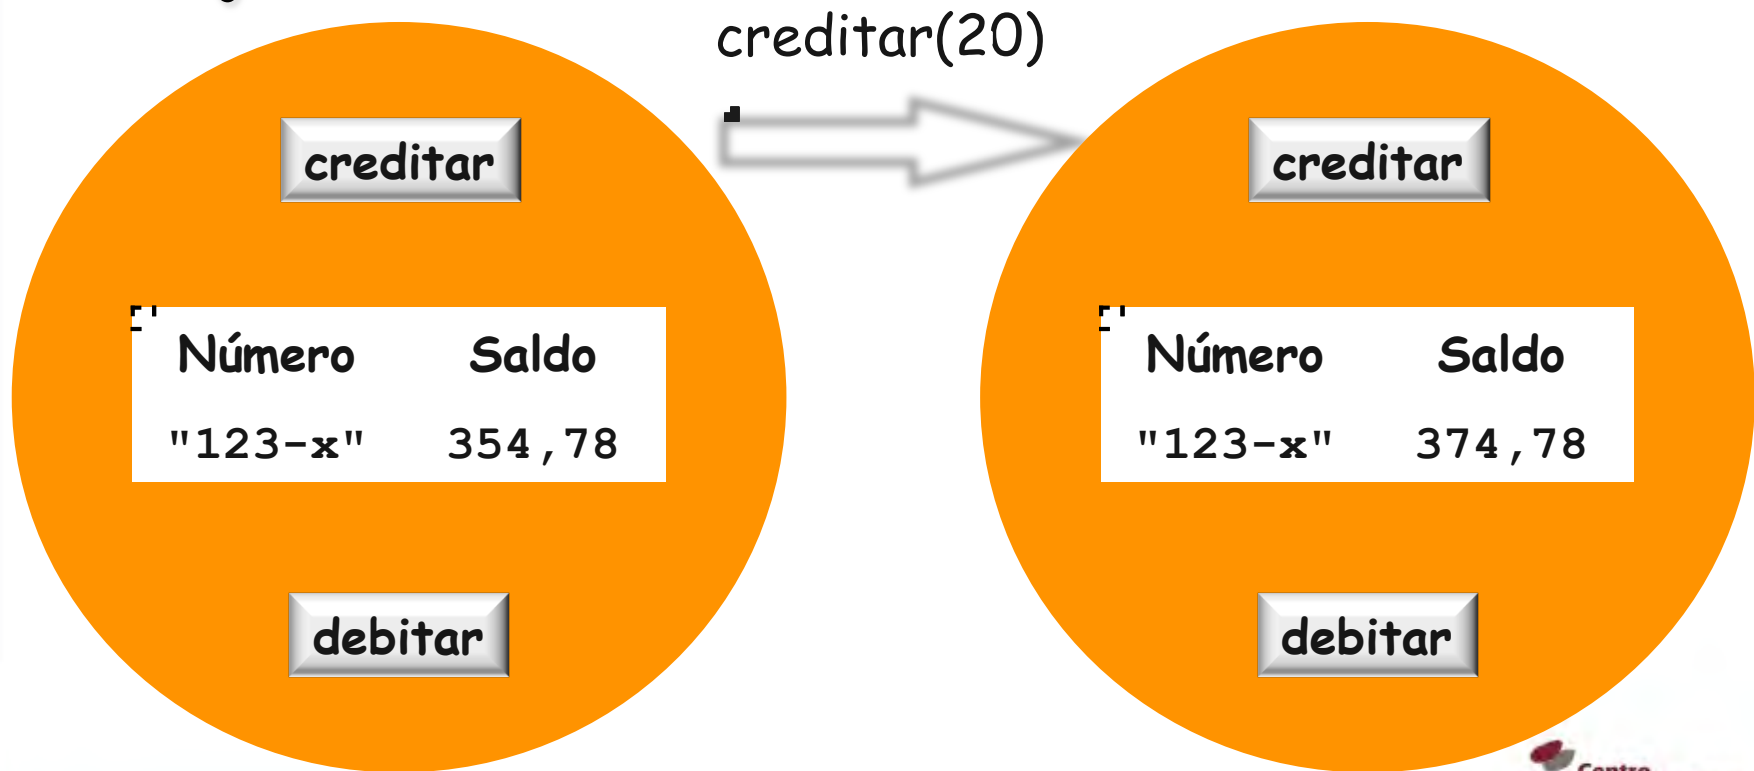 creditar(20)
creditar
Número Saldo
"123-x" 354,78
debitar
creditar
Número Saldo
"123-x" 374,78
debitar